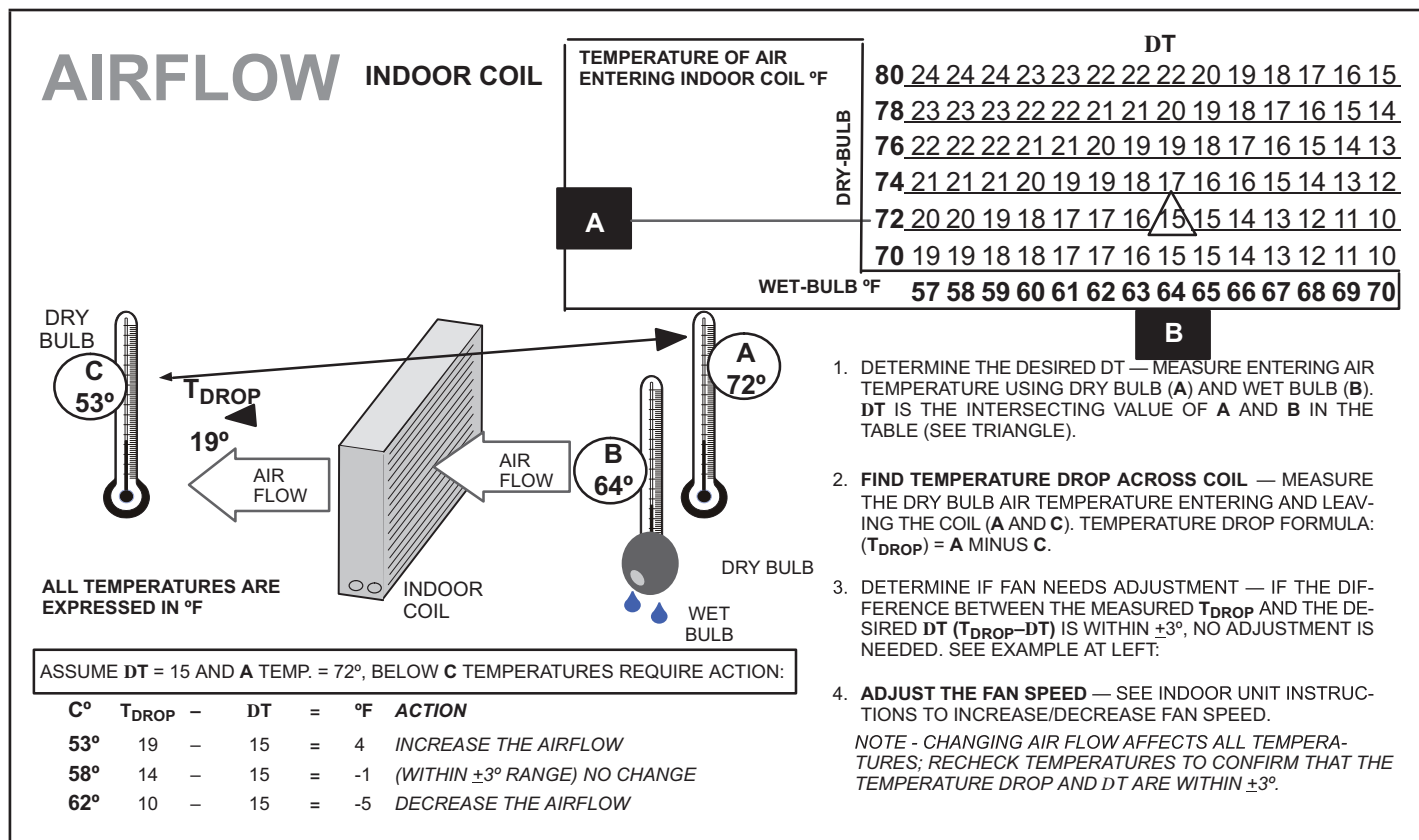 AIRFLOW INDOOR COIL
TEMPERATURE OF AIR
ENTERING INDOOR COIL ºF
DT
DRY-BULB
80 24 24 24 23 23 22 22 22 20 19 18 17 16 15
78 23 23 23 22 22 21 21 20 19 18 17 16 15 14
76 22 22 22 21 21 20 19 19 18 17 16 15 14 13
74 21 21 21 20 19 19 18 17 16 16 15 14 13 12
A
72 20 20 19 18 17 17 16 15 15 14 13 12 11 10
70 19 19 18 18 17 17 16 15 15 14 13 12 11 10
WET-BULB ºF 57 58 59 60 61 62 63 64 65 66 67 68 69 70
B
DRY
BULB
C
53º
TDROP
19º
AIR
FLOW
AIR
FLOW
A
72º
B
64º
INDOOR
COIL
DRY BULB
WET
BULB
ALL TEMPERATURES ARE
EXPRESSED IN ºF
ASSUME DT = 15 AND A TEMP. = 72º, BELOW C TEMPERATURES REQUIRE ACTION:
Cº TDROP – DT = ºF ACTION
53º 19 – 15 = 4 INCREASE THE AIRFLOW
58º 14 – 15 = -1 (WITHIN +3º RANGE) NO CHANGE
62º 10 – 15 = -5 DECREASE THE AIRFLOW
1. DETERMINE THE DESIRED DT — MEASURE ENTERING AIR
TEMPERATURE USING DRY BULB (A) AND WET BULB (B).
DT IS THE INTERSECTING VALUE OF A AND B IN THE
TABLE (SEE TRIANGLE).
2. FIND TEMPERATURE DROP ACROSS COIL — MEASURE
THE DRY BULB AIR TEMPERATURE ENTERING AND LEAV-
ING THE COIL (A AND C). TEMPERATURE DROP FORMULA:
(TDROP) = A MINUS C.
3. DETERMINE IF FAN NEEDS ADJUSTMENT — IF THE DIF-
FERENCE BETWEEN THE MEASURED TDROP AND THE DE-
SIRED DT (TDROP–DT) IS WITHIN +3º, NO ADJUSTMENT IS
NEEDED. SEE EXAMPLE AT LEFT:
4. ADJUST THE FAN SPEED — SEE INDOOR UNIT INSTRUC-
TIONS TO INCREASE/DECREASE FAN SPEED.
NOTE - CHANGING AIR FLOW AFFECTS ALL TEMPERA-
TURES; RECHECK TEMPERATURES TO CONFIRM THAT THE
TEMPERATURE DROP AND DT ARE WITHIN +3º.